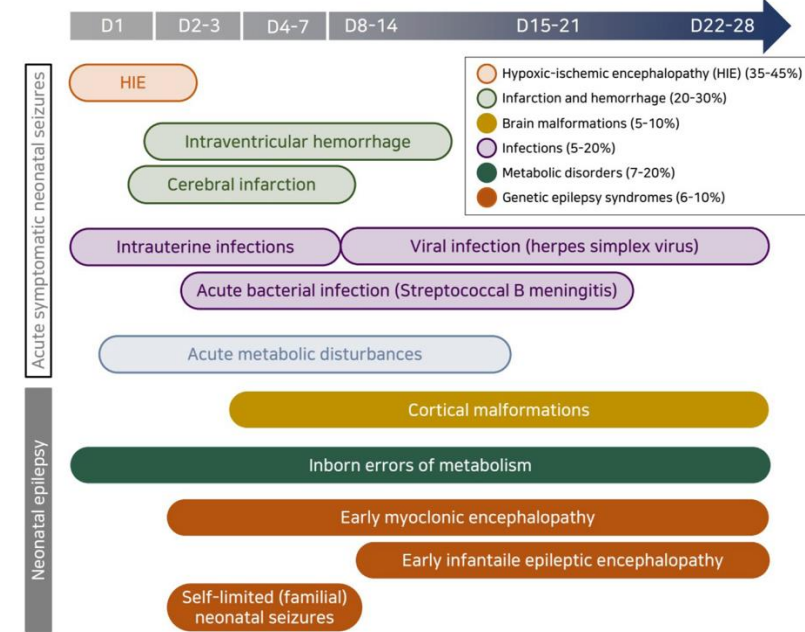 D1 D2-3 D4-7 D8-14 D15-21 D22-28
Acute symptomatic neonatal seizures
HIE
Hypoxic-ischemic encephalopathy (HIE) (35-45%)
Infarction and hemorrhage (20-30%)
Brain malformations (5-10%)
Infections (5-20%)
Metabolic disorders (7-20%)
Genetic epilepsy syndromes (6-10%)
Intraventricular hemorrhage
Cerebral infarction
Intrauterine infections
Viral infection (herpes simplex virus)
Acute bacterial infection (Streptococcal B meningitis)
Acute metabolic disturbances
Neonatal epilepsy
Cortical malformations
Inborn errors of metabolism
Early myoclonic encephalopathy
Early infantaile epileptic encephalopathy
Self-limited (familial)
neonatal seizures